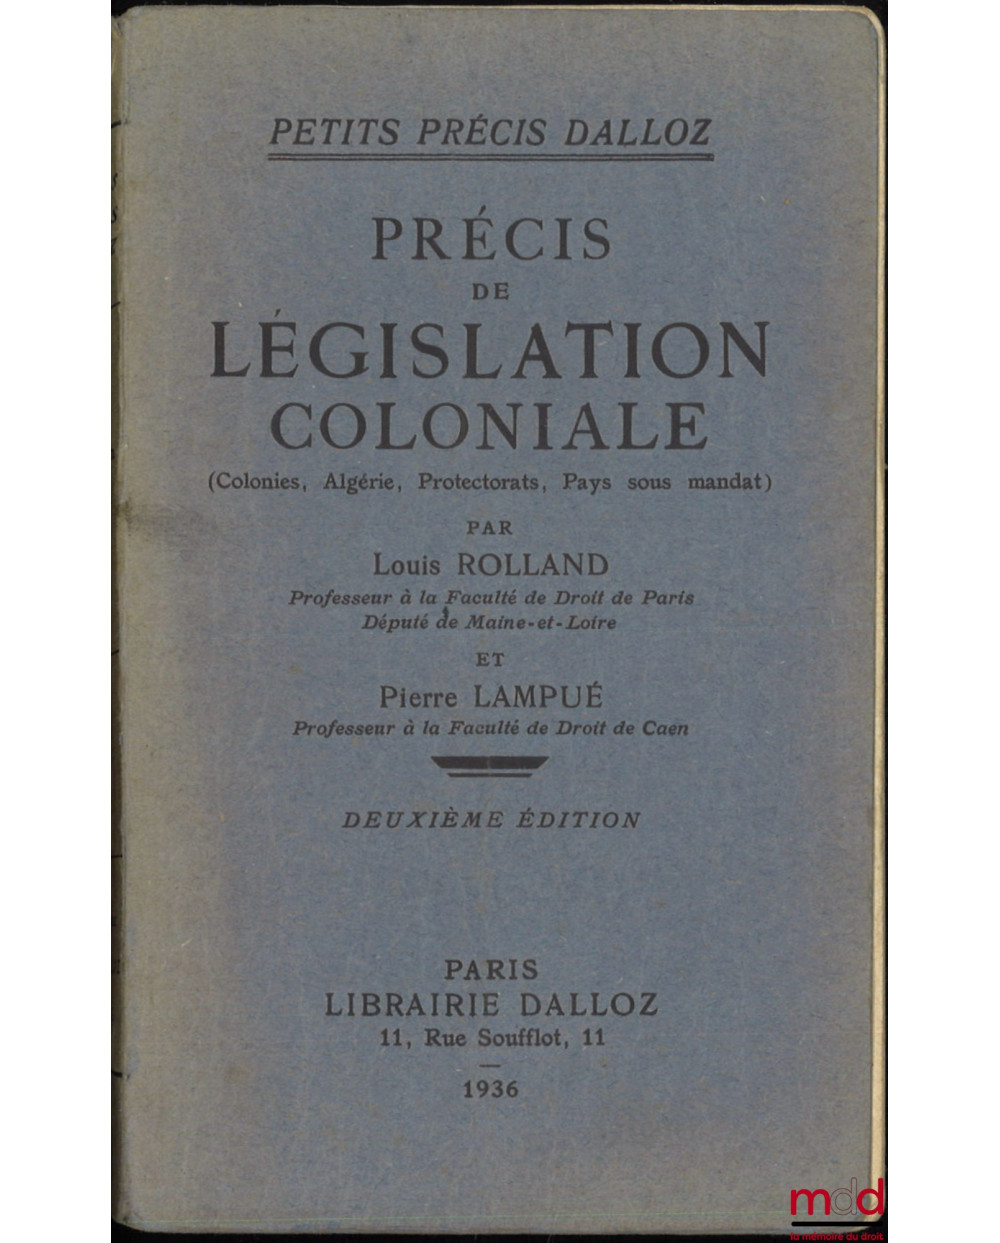 PETITS PRÉCIS DALLOZ
PRÉCIS
DE
LÉGISLATION
COLONIALE
(Colonies, Algérie, Protectorats, Pays sous mandat)
PAR
Louis ROLLAND
Professeur à la Faculté de Droit de Paris
Député de Maine-et-Loire
ET
Pierre LAMPUÉ
Professeur à la Faculté de Droit de Caen
DEUXIÈME ÉDITION
PARIS
LIBRAIRIE DALLOZ
11, Rue Soufflot, 11
1936
mdd
la mémoire du droit